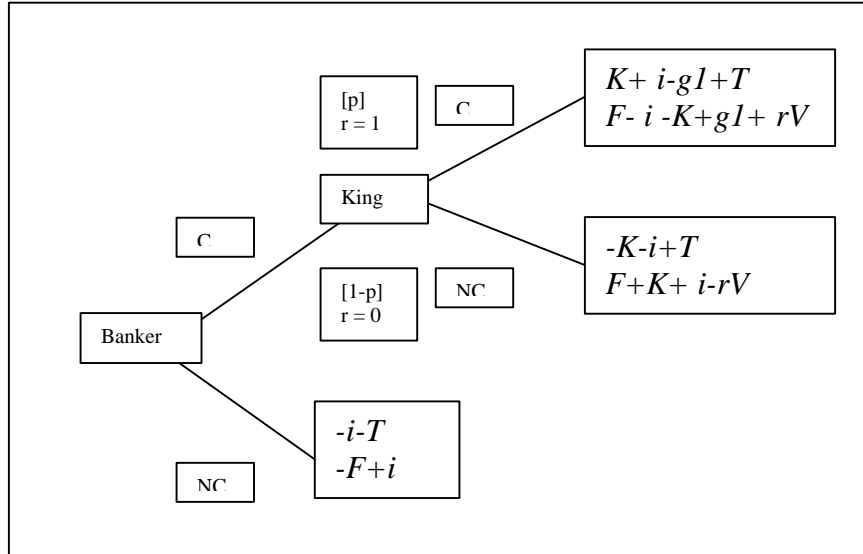 [p]
r = 1
C
K+ i-g1+T
F- i -K+g1+ rV
King
C
-K-i+T
F+K+ i-rV
[1-p]
r = 0
NC
Banker
-i-T
-F+i
NC